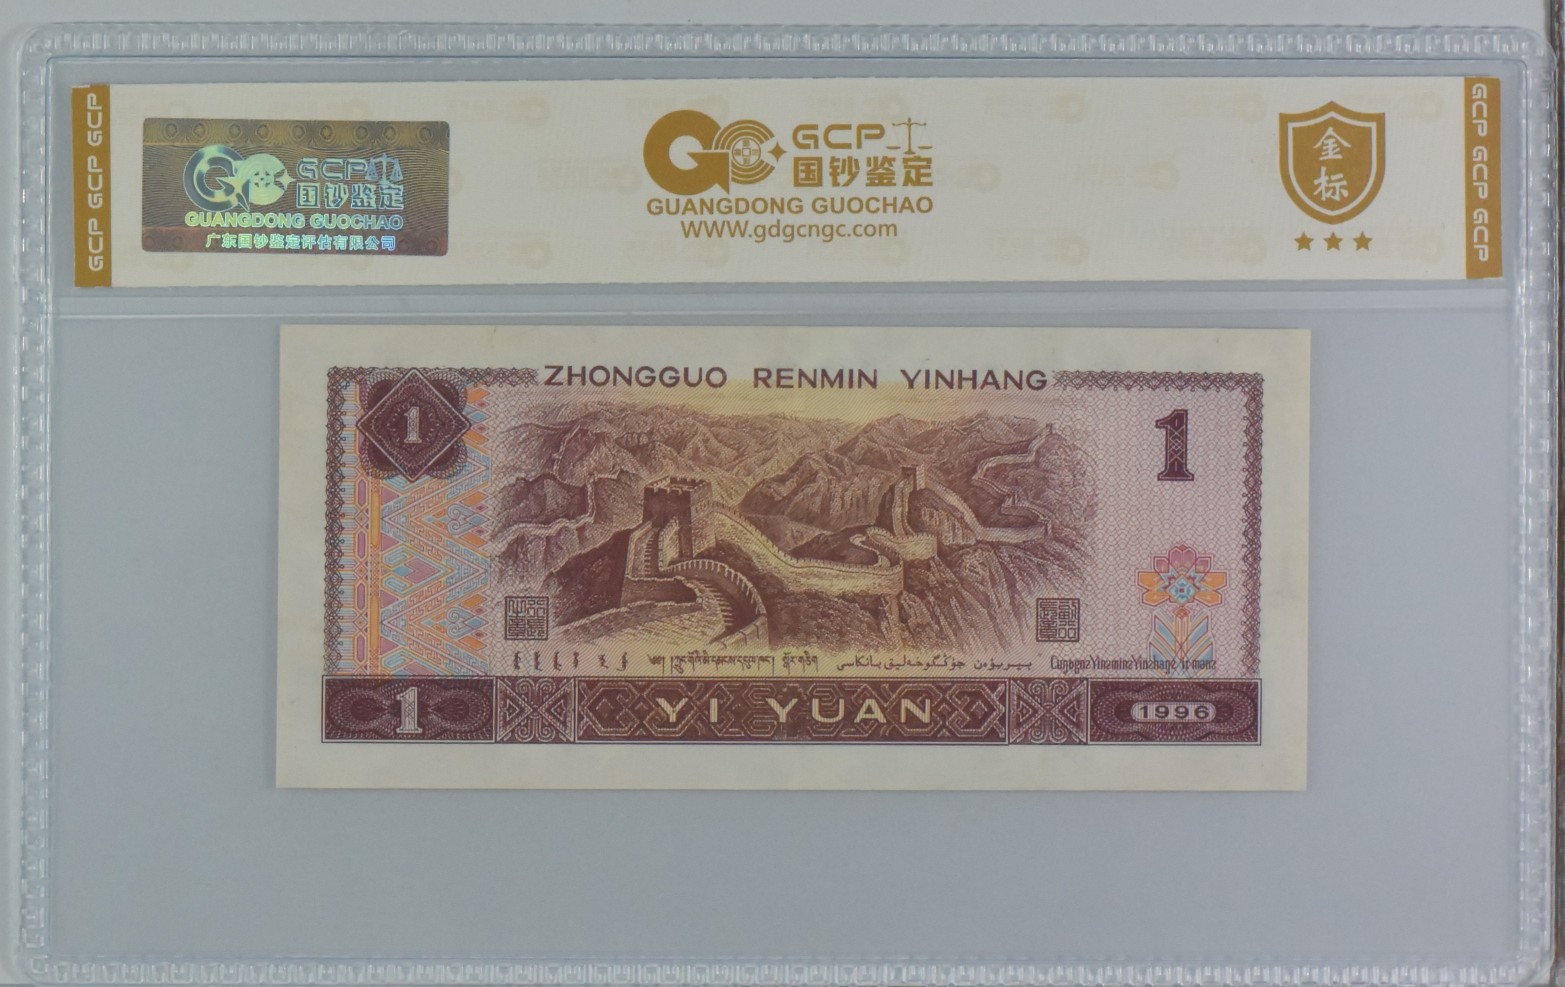 GCP GCP GCP
GCP
国钞鉴定
GUANGDONG GUOCHAO
广东国钞鉴定评估有限公司
GCP
国钞鉴定
GUANGDONG GUOCHAO
WWW.gdgcngc.com
金
标
GCP GCP GCP
ZHONGGUO RENMIN YINHANG
1
1
1
YI YUAN
1996